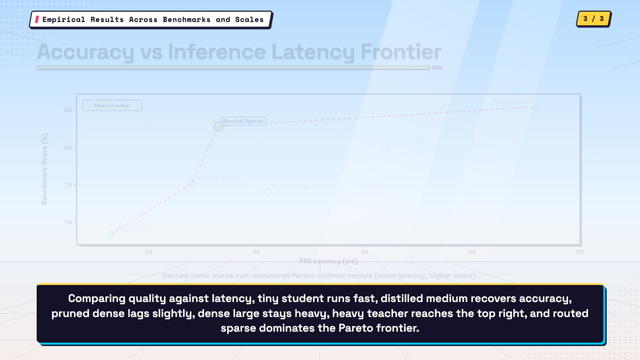 Empirical Results Across Benchmarks and Scales
3 / 3
Accuracy vs Inference Latency Frontier
Pareto Frontier
Routed Sparse
Benchmark Score (%)
P95 Latency (ms)
Dashed curve marks non-dominated Pareto-optimal models (lower latency, higher score).
Comparing quality against latency, tiny student runs fast, distilled medium recovers accuracy,
pruned dense lags slightly, dense large stays heavy, heavy teacher reaches the top right, and routed
sparse dominates the Pareto frontier.